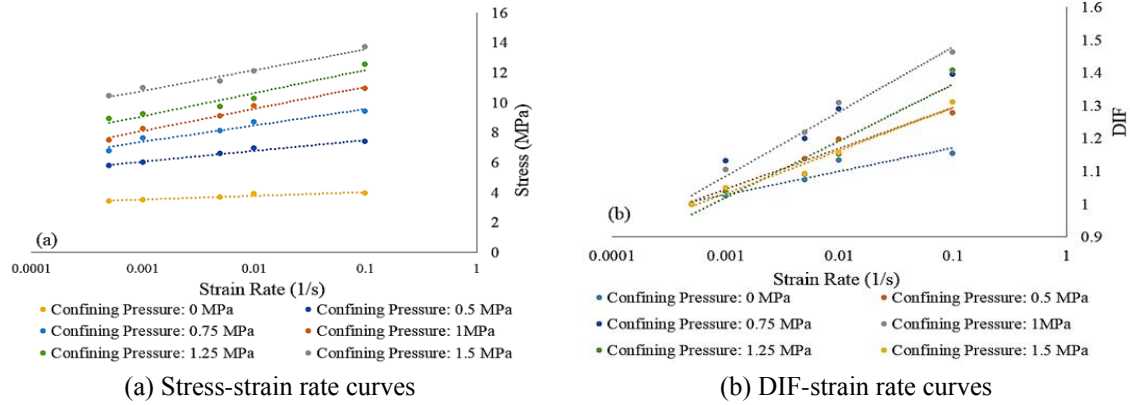 16
14
12
10
8
6
4
2
0
Stress (MPa)
(a)
0.0001 0.001 0.01 0.1 1
Strain Rate (1/s)
Confining Pressure: 0 MPa Confining Pressure: 0.5 MPa
Confining Pressure: 0.75 MPa Confining Pressure: 1MPa
Confining Pressure: 1.25 MPa Confining Pressure: 1.5 MPa
(a) Stress-strain rate curves
1.6
1.5
1.4
1.3
1.2
1.1
1
0.9
DIF
(b)
0.0001 0.001 0.01 0.1 1
Strain Rate (1/s)
Confining Pressure: 0 MPa Confining Pressure: 0.5 MPa
Confining Pressure: 0.75 MPa Confining Pressure: 1MPa
Confining Pressure: 1.25 MPa Confining Pressure: 1.5 MPa
(b) DIF-strain rate curves